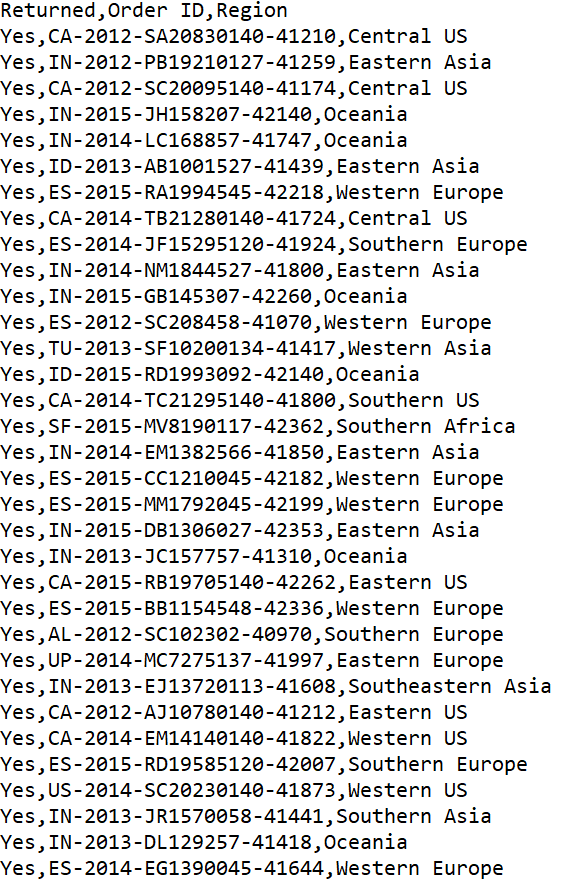 Returned,Order ID,Region
Yes,CA-2012-SA20830140-41210,Central US
Yes,IN-2012-PB19210127-41259,Eastern Asia
Yes,CA-2012-SC20095140-41174,Central US
Yes,IN-2015-JH158207-42140,Oceania
Yes,IN-2014-LC168857-41747,Oceania
Yes,ID-2013-AB1001527-41439,Eastern Asia
Yes,ES-2015-RA1994545-42218,Western Europe
Yes,CA-2014-TB21280140-41724,Central US
Yes,ES-2014-JF15295120-41924,Southern Europe
Yes,IN-2014-NM1844527-41800,Eastern Asia
Yes,IN-2015-GB145307-42260,Oceania
Yes,ES-2012-SC208458-41070,Western Europe
Yes,TU-2013-SF10200134-41417,Western Asia
Yes,ID-2015-RD1993092-42140,Oceania
Yes,CA-2014-TC21295140-41800,Southern US
Yes,SF-2015-MV8190117-42362,Southern Africa
Yes,IN-2014-EM1382566-41850,Eastern Asia
Yes,ES-2015-CC1210045-42182,Western Europe
Yes,ES-2015-MM1792045-42199,Western Europe
Yes,IN-2015-DB1306027-42353,Eastern Asia
Yes,IN-2013-JC157757-41310,Oceania
Yes,CA-2015-RB19705140-42262,Eastern US
Yes,ES-2015-BB1154548-42336,Western Europe
Yes,AL-2012-SC102302-40970,Southern Europe
Yes,UP-2014-MC7275137-41997,Eastern Europe
Yes,IN-2013-EJ13720113-41608,Southeastern Asia
Yes,CA-2012-AJ10780140-41212,Eastern US
Yes,CA-2014-EM14140140-41822,Western US
Yes,ES-2015-RD19585120-42007,Southern Europe
Yes,US-2014-SC20230140-41873,Western US
Yes,IN-2013-JR1570058-41441,Southern Asia
Yes,IN-2013-DL129257-41418,Oceania
Yes,ES-2014-EG1390045-41644,Western Europe